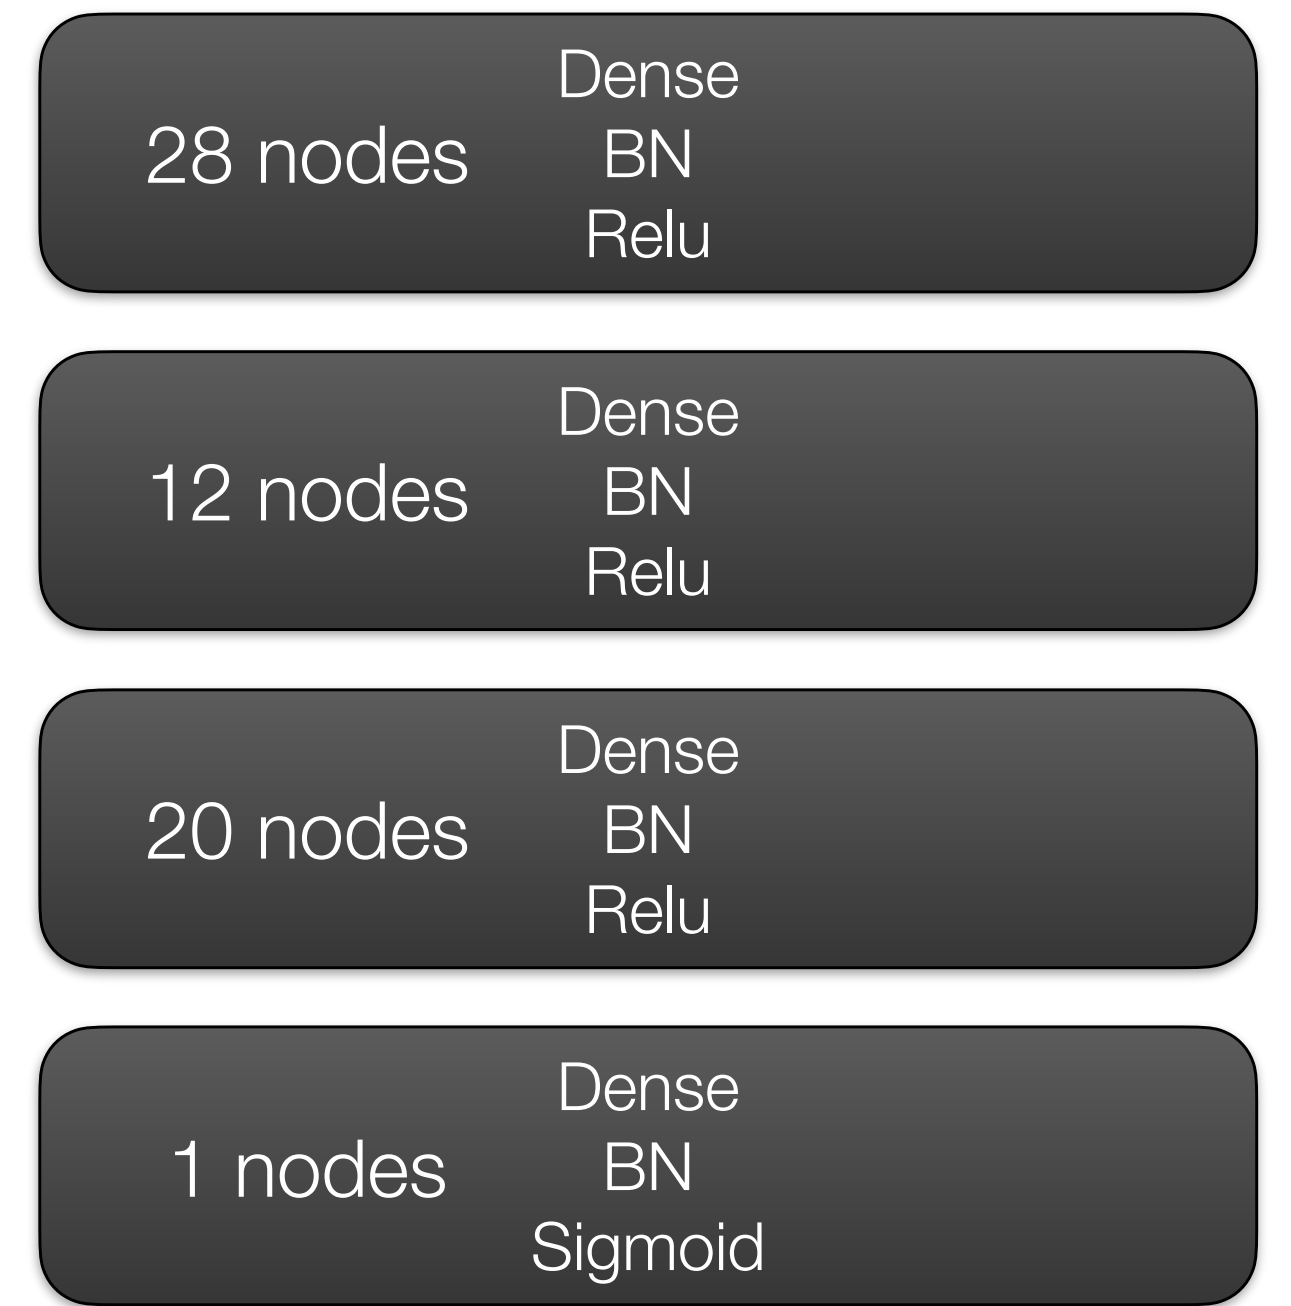 Dense
28 nodes BN
Relu
Dense
12 nodes BN
Relu
Dense
20 nodes BN
Relu
Dense
1 nodes BN
Sigmoid